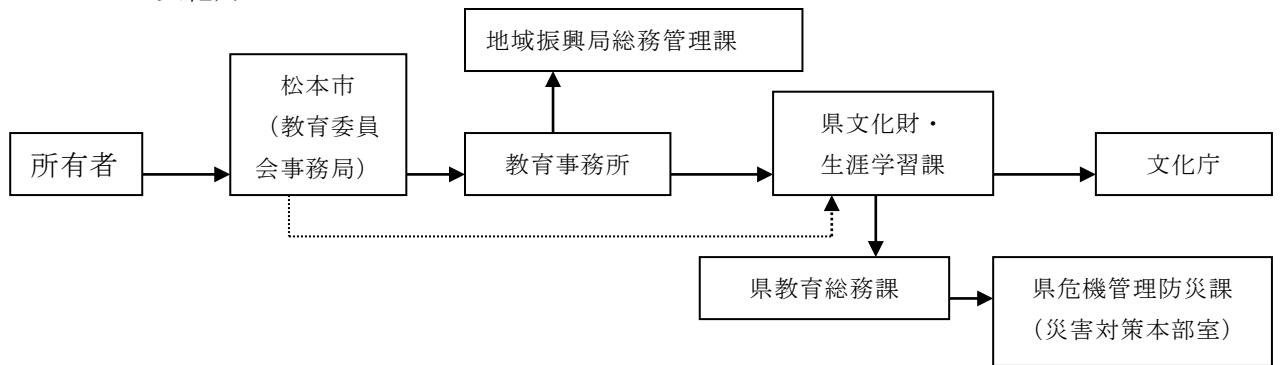 地域振興局総務管理課
松本市
（教育委員
会事務局）
県文化財・
生涯学習課
所有者
教育事務所
文化庁
県教育総務課
県危機管理防災課
（災害対策本部室）